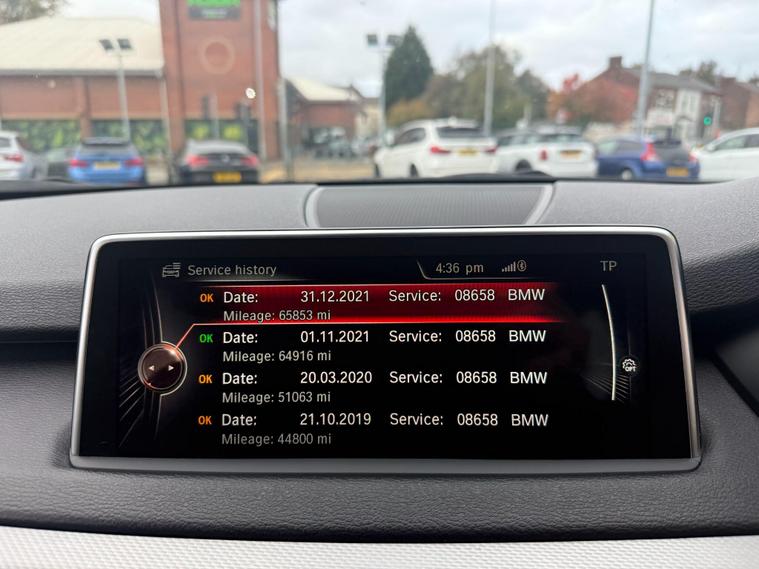 Service history
4:36 pm
TP
OK Date: 31.12.2021 Service: 08658 BMW
Mileage: 65853 mi
OK Date: 01.11.2021 Service: 08658 BMW
Mileage: 64916 mi
OK Date: 20.03.2020 Service: 08658 BMW
Mileage: 51063 mi
OK Date: 21.10.2019 Service: 08658 BMW
Mileage: 44800 mi
OPT